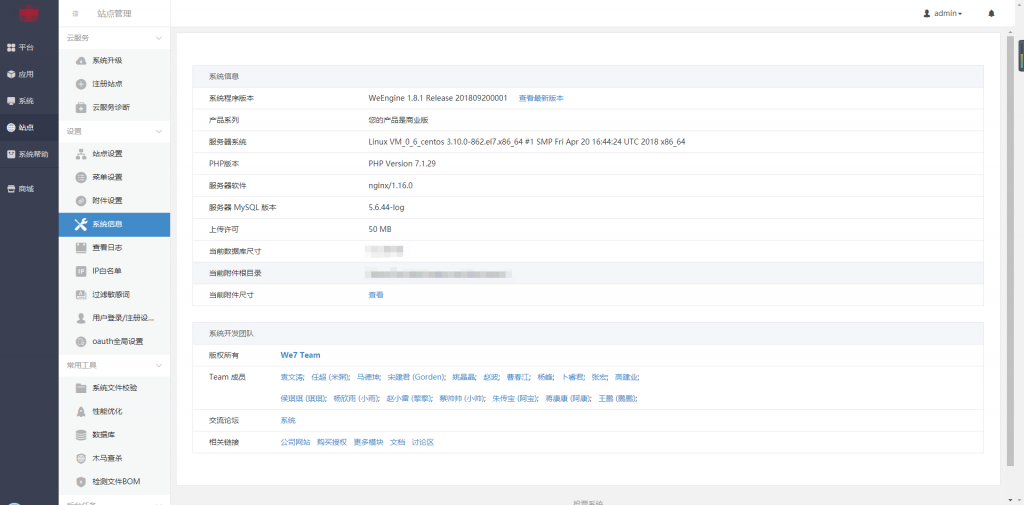 站点管理
admin
平台
应用
系统
站点
系统帮助
商城
云服务
系统升级
注册站点
云服务诊断
设置
站点设置
菜单设置
附件设置
系统信息
查看日志
IP白名单
过滤敏感词
用户登录/注册设...
oauth全局设置
常用工具
系统文件校验
性能优化
数据库
木马查杀
检测文件BOM
后台任务
系统信息
系统程序版本 WeEngine 1.8.1 Release 201809200001 查看最新版本
产品系列 您的产品是商业版
服务器系统 Linux VM_0_6_centos 3.10.0-862.el7.x86_64 #1 SMP Fri Apr 20 16:44:24 UTC 2018 x86_64
PHP版本 PHP Version 7.1.29
服务器软件 nginx/1.16.0
服务器 MySQL 版本 5.6.44-log
上传许可 50 MB
当前数据库尺寸
当前附件根目录
当前附件尺寸 查看
系统开发团队
版权所有 We7 Team
Team 成员 袁文涛; 任超 (米粥); 马德坤; 宋建君 (Gorden); 姚晶晶; 赵波; 曹春江; 杨峰; 卜睿君; 张宏; 高建业;
侯琪琪 (琪琪); 杨欣雨 (小雨); 赵小雷 (擎擎); 蔡帅帅 (小帅); 朱传宝 (阿宝); 蒋康康 (阿康); 王鹏 (鹏鹏);
交流论坛 系统
相关链接 公司网站 购买授权 更多模块 文档 讨论区